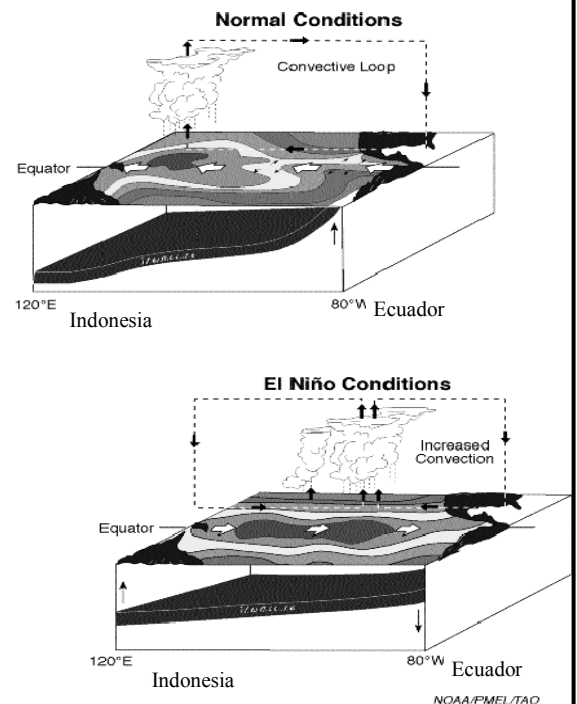 Normal Conditions
Convective Loop
Equator
120°E
80°W
Indonesia
Ecuador
El Niño Conditions
Increased
Convection
Equator
120°E
80°W
Indonesia
Ecuador
NOAA/PMEL/TAO